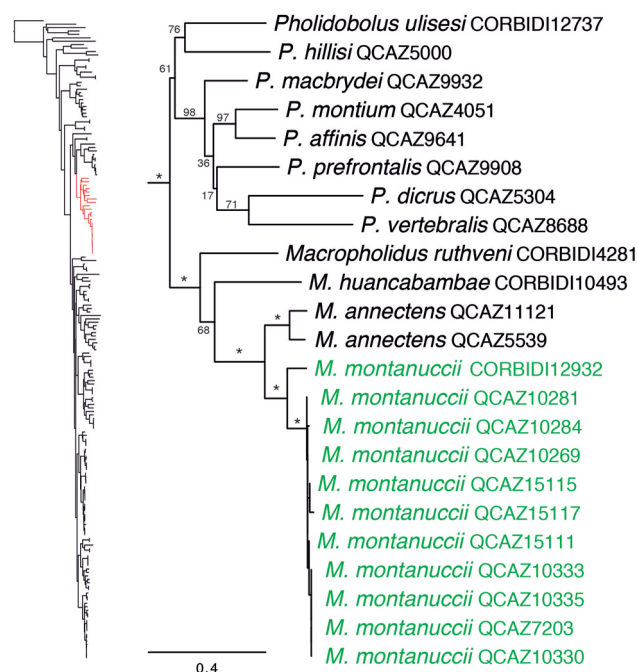 76
Pholidobolus ulisesi CORBIDI12737
P. hillisi QCAZ5000
61
P. macbrydei QCAZ9932
98
97
P. montium QCAZ4051
P. affinis QCAZ9641
36
P. prefrontalis QCAZ9908
*
17
71
P. dicrus QCAZ5304
P. vertebralis QCAZ8688
Macropholidus ruthveni CORBIDI4281
*
M. huancabambae CORBIDI10493
68
*
M. annectens QCAZ11121
M. annectens QCAZ5539
*
M. montanuccii CORBIDI12932
*
M. montanuccii QCAZ10281
*
M. montanuccii QCAZ10284
M. montanuccii QCAZ10269
M. montanuccii QCAZ15115
M. montanuccii QCAZ15117
M. montanuccii QCAZ15111
M. montanuccii QCAZ10333
M. montanuccii QCAZ10335
M. montanuccii QCAZ7203
M. montanuccii QCAZ10330
0.4